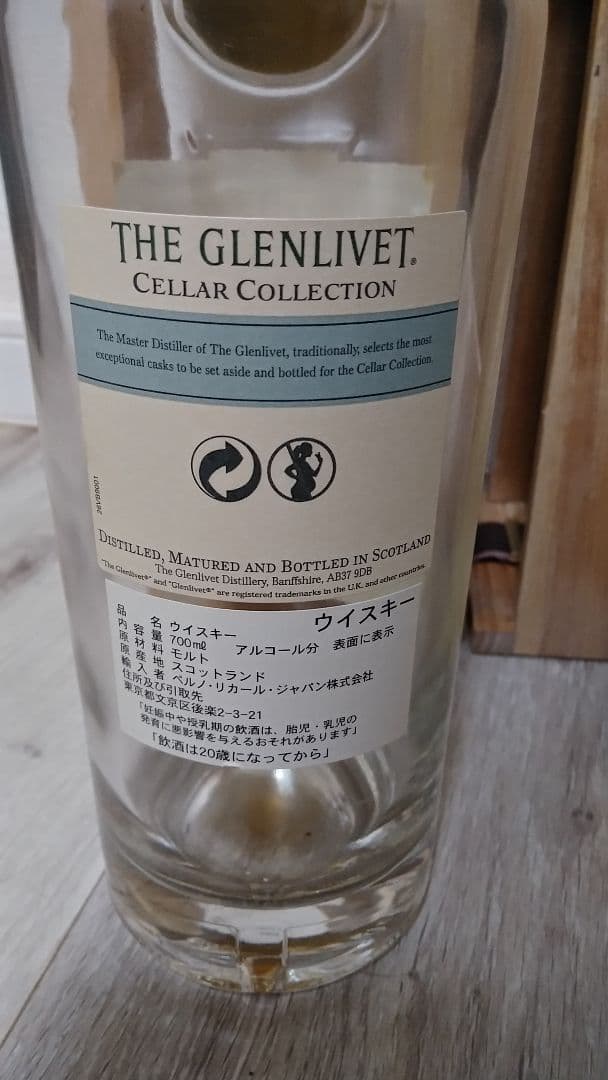 THE GLENLIVET®
CELLAR COLLECTION
The Master Distiller of The Glenlivet, traditionally, selects the most
exceptional casks to be set aside and bottled for the Cellar Collection.
DISTILLED, MATURED AND BOTTLED IN SCOTLAND
The Glenlivet Distillery, Banffshire, AB37 9DB
"The Glenlivet®" and "Glenlivet®" are registered trademarks in the U.K. and other countries.
ウイスキー
品 名 ウイスキー
内 容 量 700mℓ アルコール分 表面に表示
原 材 料 モルト
原 産 地 スコットランド
輸 入 者 ペルノ・リカール・ジャパン株式会社
住所及び引取先
東京都文京区後楽2-3-21
「妊娠中や授乳期の飲酒は、胎児・乳児の
発育に悪影響を与えるおそれがあります」
「飲酒は20歳になってから」